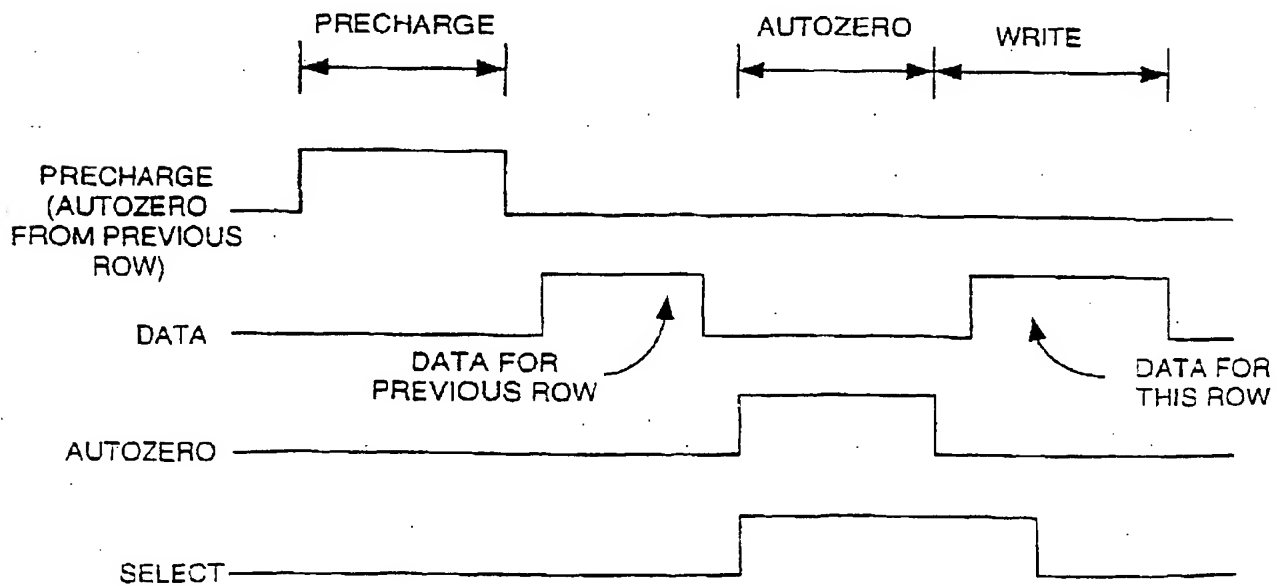 PRECHARGE
AUTOZERO
WRITE
PRECHARGE
(AUTOZERO
FROM PREVIOUS
ROW)
DATA
DATA FOR
PREVIOUS ROW
DATA FOR
THIS ROW
AUTOZERO
SELECT